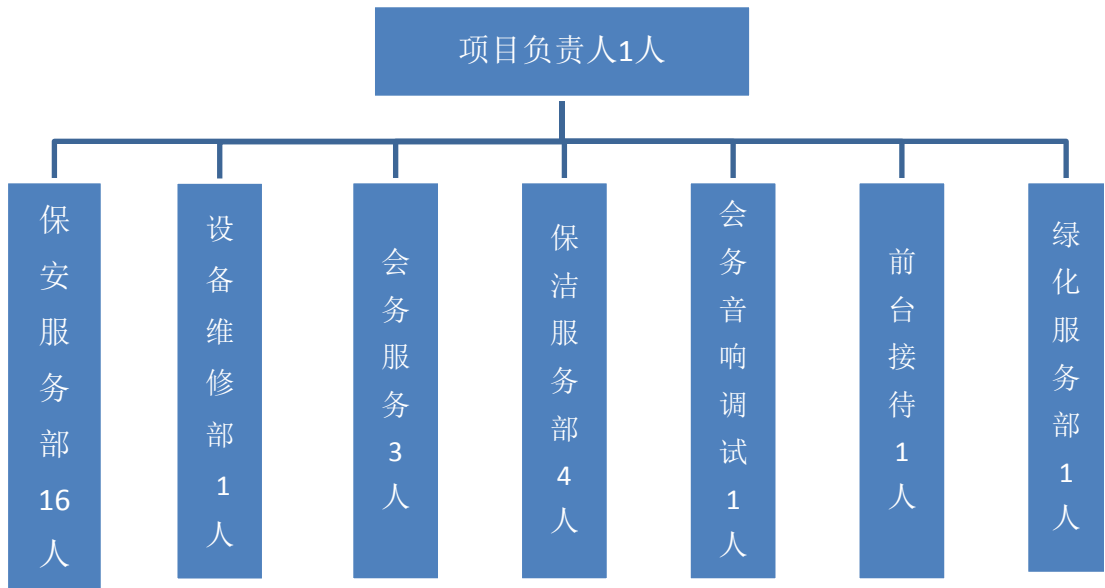 项目负责人1人
保安服务部16人
设备维修部1人
会务服务3人
保洁服务部4人
会务音响调试1人
前台接待1人
绿化服务部1人